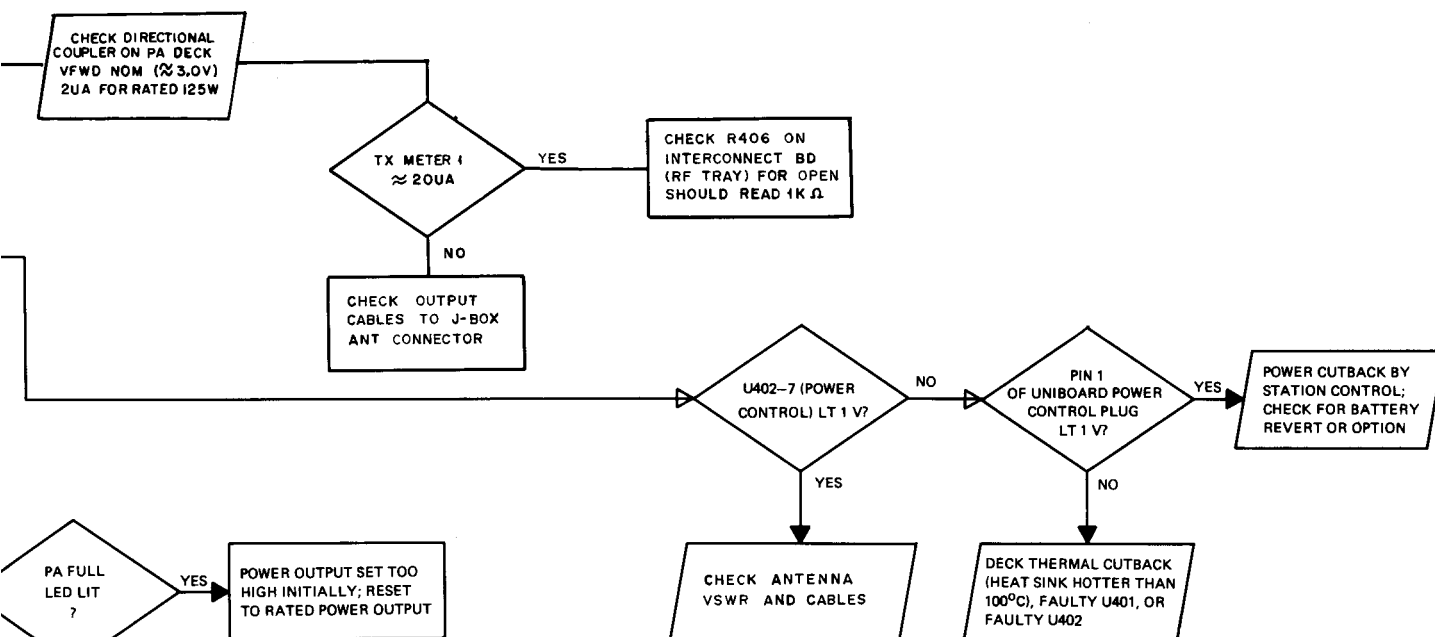 CHECK DIRECTIONAL
COUPLER ON PA DECK
VFWD NOM (≈3.0V)
2UA FOR RATED 125W
TX METER 1
≈ 20UA
YES
CHECK R406 ON
INTERCONNECT BD
(RF TRAY) FOR OPEN
SHOULD READ 1K Ω
NO
CHECK OUTPUT
CABLES TO J-BOX
ANT CONNECTOR
U402-7 (POWER
CONTROL) LT 1 V?
NO
PIN 1
OF UNIBOARD POWER
CONTROL PLUG
LT 1 V?
YES
POWER CUTBACK BY
STATION CONTROL;
CHECK FOR BATTERY
REVERT OR OPTION
YES
NO
CHECK ANTENNA
VSWR AND CABLES
DECK THERMAL CUTBACK
(HEAT SINK HOTTER THAN
100°C), FAULTY U401, OR
FAULTY U402
PA FULL
LED LIT
?
YES
POWER OUTPUT SET TOO
HIGH INITIALLY; RESET
TO RATED POWER OUTPUT